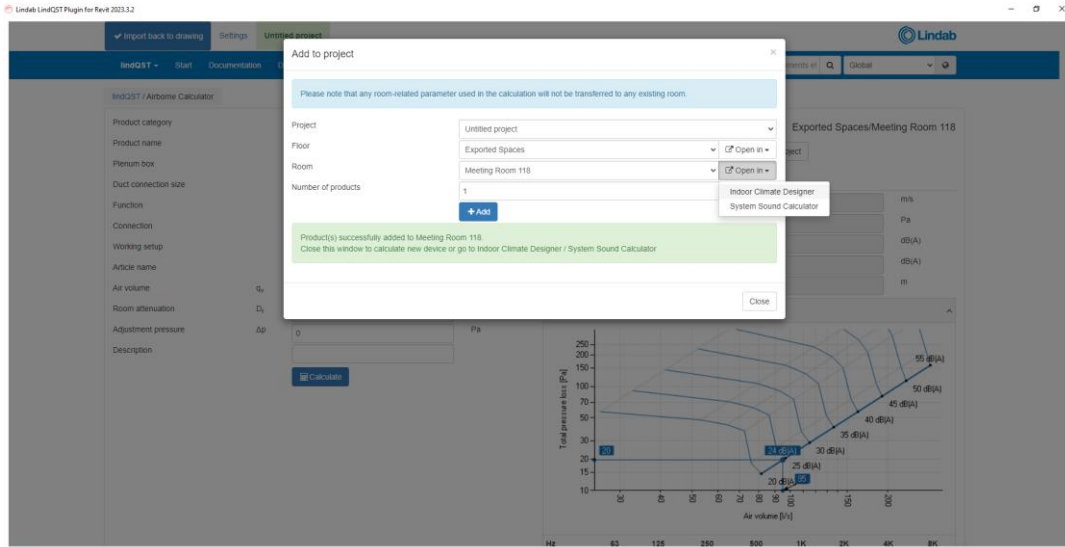 Lindab LindQST Plugin for Revit 2023.3.2
Import back to drawing Settings Untitled project
Lindab
lindQST Start Documentation
Global
lindQST / Airborne Calculator
Add to project
×
Please note that any room-related parameter used in the calculation will not be transferred to any existing room.
Project Untitled project
Floor Exported Spaces Open in
Room Meeting Room 118 Open in
Number of products 1
Indoor Climate Designer
System Sound Calculator
+ Add
Product(s) successfully added to Meeting Room 118.
Close this window to calculate new device or go to Indoor Climate Designer / System Sound Calculator
Close
Exported Spaces/Meeting Room 118
Product category
Product name
Plenum box
Duct connection size
Function
Connection
Working setup
Article name
Air volume qv
Room attenuation Dr
Adjustment pressure Δp 0 Pa
Description
Calculate
m/s
Pa
dB(A)
dB(A)
m
Total pressure loss [Pa]
250
200
150
100
70
50
30
20
15
10
20
24 dB(A)
95
20 dB(A)
25 dB(A)
30 dB(A)
35 dB(A)
40 dB(A)
45 dB(A)
50 dB(A)
55 dB(A)
30 40 50 60 70 80 90 100 150 200
Air volume [l/s]
Hz 63 125 250 500 1K 2K 4K 8K